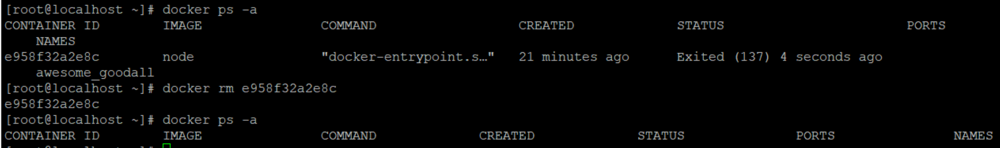 [root@localhost ~]# docker ps -a
CONTAINER ID        IMAGE               COMMAND                  CREATED             STATUS                       PORTS
    NAMES
e958f32a2e8c        node                "docker-entrypoint.s…"   21 minutes ago      Exited (137) 4 seconds ago
    awesome_goodall
[root@localhost ~]# docker rm e958f32a2e8c
e958f32a2e8c
[root@localhost ~]# docker ps -a
CONTAINER ID        IMAGE               COMMAND             CREATED             STATUS              PORTS               NAMES